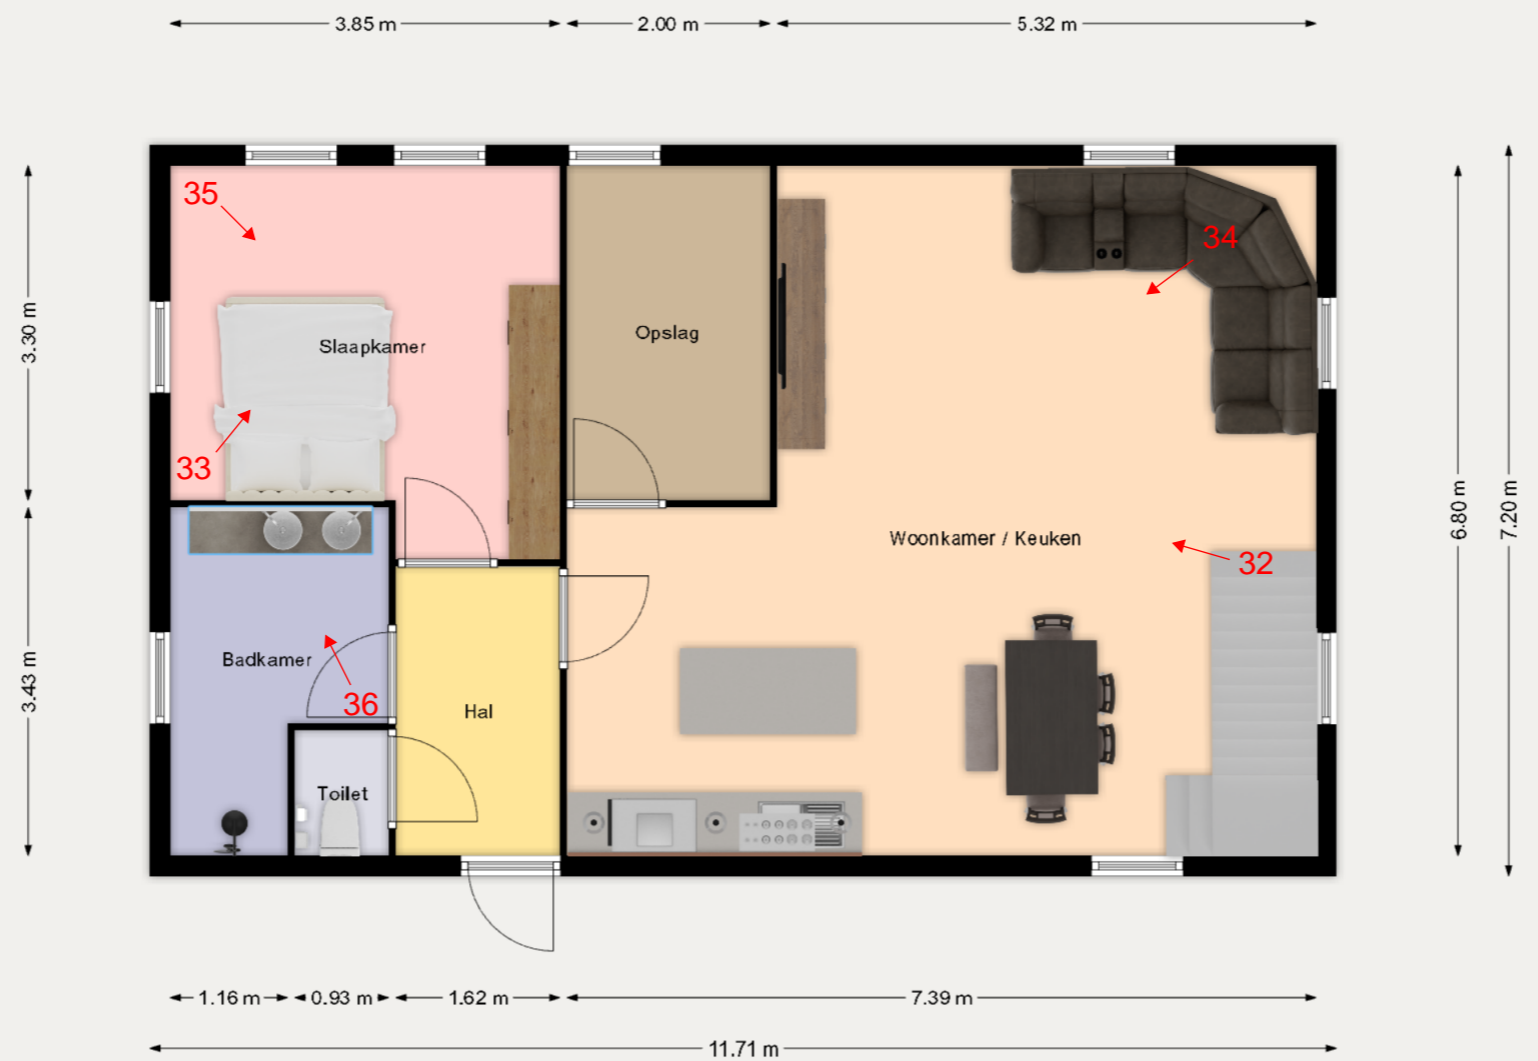 3.85 m
2.00 m
5.32 m
35
34
3.30 m
Slaapkamer
Opslag
33
6.80 m
7.20 m
Woonkamer / Keuken
32
3.43 m
Badkamer
36
Hal
Toilet
1.16 m
0.93 m
1.62 m
7.39 m
11.71 m